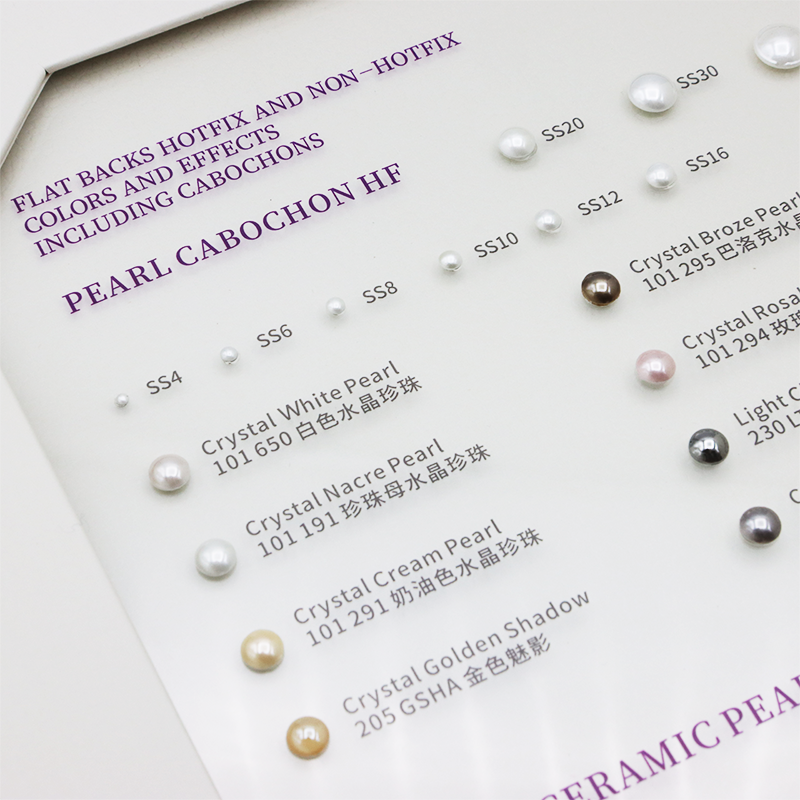 FLAT BACKS HOTFIX AND NON-HOTFIX
COLORS AND EFFECTS
INCLUDING CABOCHONS
PEARL CABOCHON HF
SS4
SS6
SS8
SS10
SS12
SS16
SS20
SS30
Crystal White Pearl
101 650 白色水晶珍珠
Crystal Nacre Pearl
101 191 珍珠母水晶珍珠
Crystal Cream Pearl
101 291 奶油色水晶珍珠
Crystal Golden Shadow
205 GSHA 金色魅影
Crystal Broze Pearl
101 295 巴洛克水晶
Crystal Rosal
101 294 玫瑰
Light
230